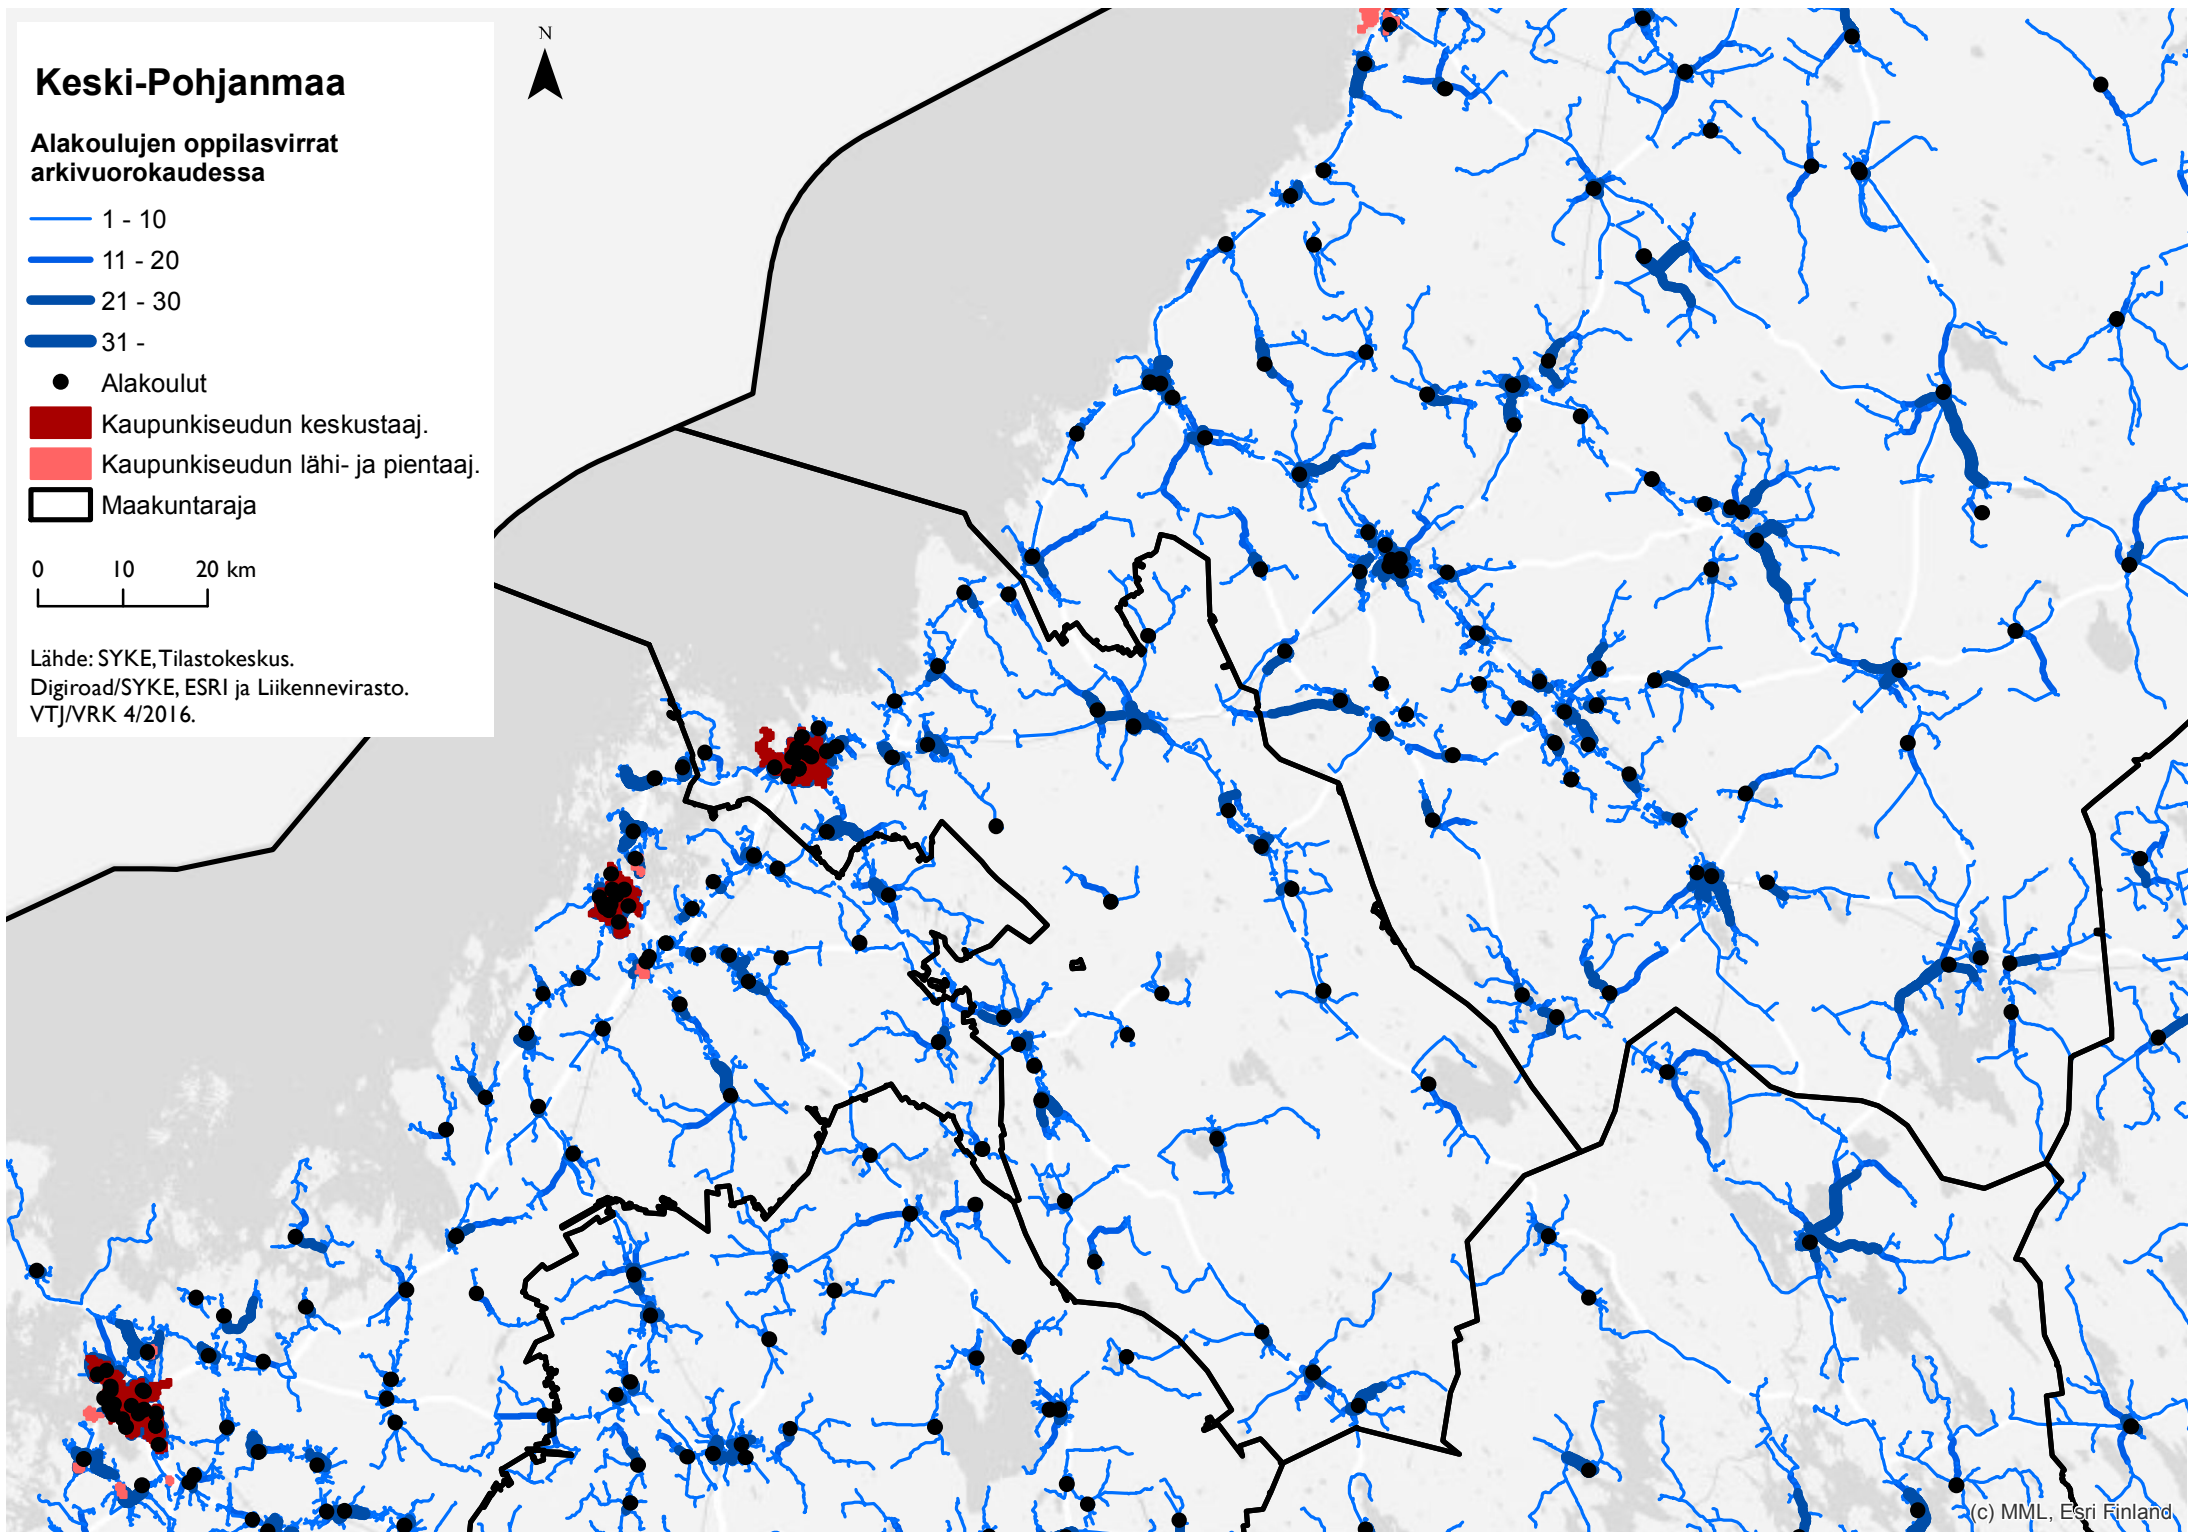 Keski-Pohjanmaa
Alakoulujen oppilasvirrat
arkivuorokaudessa
1 - 10
11 - 20
21 - 30
31 -
Alakoulut
Kaupunkiseudun keskustaaj.
Kaupunkiseudun lähi- ja pientaaj.
Maakuntaraja
0 10 20 km
Lähde: SYKE, Tilastokeskus.
Digiroad/SYKE, ESRI ja Liikennevirasto.
VTJ/VRK 4/2016.
N
(c) MML, Esri Finland